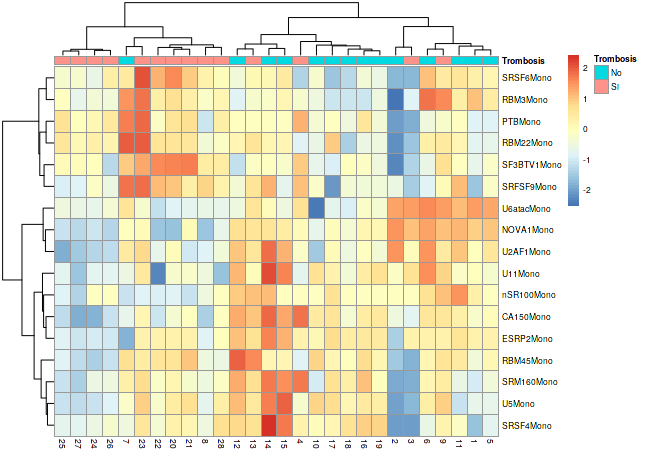 Trombosis
SRSF6Mono
RBM3Mono
PTBMono
RBM22Mono
SF3BTV1Mono
SRFSF9Mono
U6atacMono
NOVA1Mono
U2AF1Mono
U11Mono
nSR100Mono
CA150Mono
ESRP2Mono
RBM45Mono
SRM160Mono
U5Mono
SRSF4Mono
25 27 24 26 7 23 22 20 21 8 28 12 13 14 15 4 10 17 18 16 19 2 3 6 9 11 1 5
2
1
0
-1
-2
Trombosis
No
SI